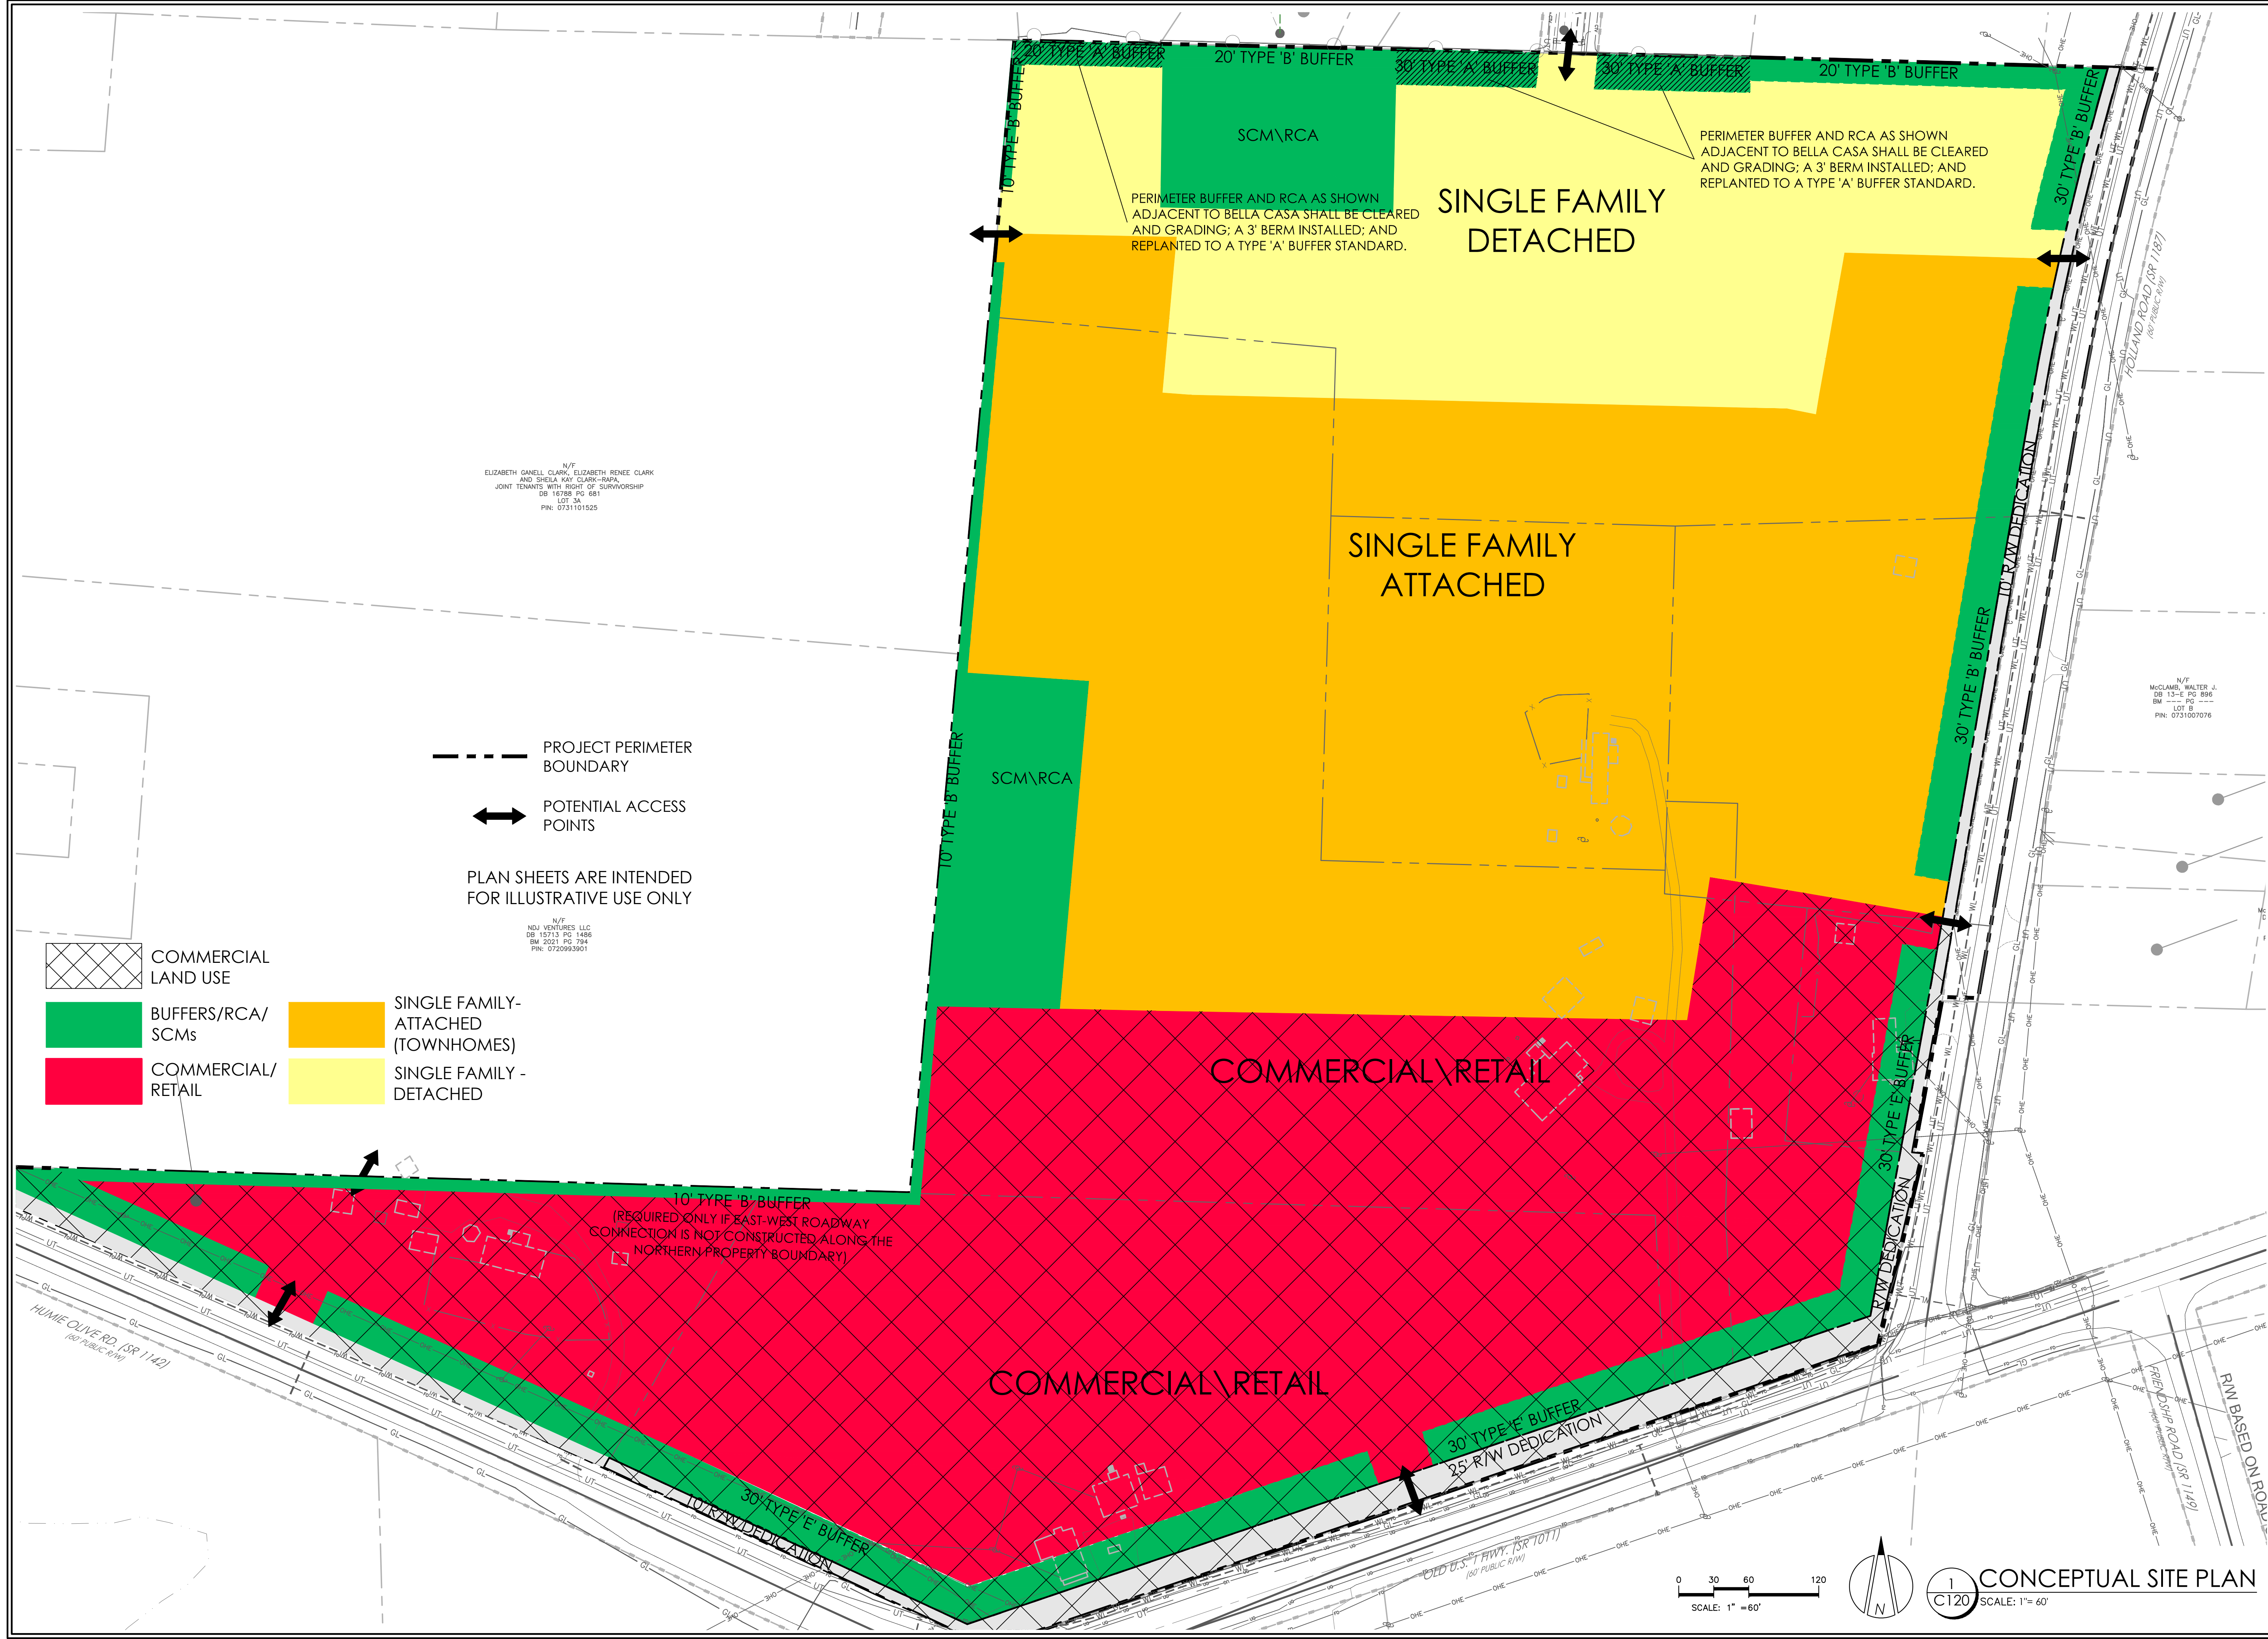 20' TYPE 'A' BUFFER
20' TYPE 'B' BUFFER
30' TYPE 'A' BUFFER
30' TYPE 'A' BUFFER
20' TYPE 'B' BUFFER
10' TYPE 'B' BUFFER
30' TYPE 'B' BUFFER
SCM\RCA
PERIMETER BUFFER AND RCA AS SHOWN
ADJACENT TO BELLA CASA SHALL BE CLEARED
AND GRADING; A 3' BERM INSTALLED; AND
REPLANTED TO A TYPE 'A' BUFFER STANDARD.
PERIMETER BUFFER AND RCA AS SHOWN
ADJACENT TO BELLA CASA SHALL BE CLEARED
AND GRADING; A 3' BERM INSTALLED; AND
REPLANTED TO A TYPE 'A' BUFFER STANDARD.
SINGLE FAMILY
DETACHED
HOLLAND ROAD (SR 1187)
(60' PUBLIC R/W)
N/F
ELIZABETH GANELL CLARK, ELIZABETH RENEE CLARK
AND SHEILA KAY CLARK-RAPA,
JOINT TENANTS WITH RIGHT OF SURVIVORSHIP
DB 16788 PG 681
LOT 3A
PIN: 0731101525
SINGLE FAMILY
ATTACHED
10' R/W DEDICATION
30' TYPE 'B' BUFFER
N/F
McCLAMB, WALTER J.
DB 13-E PG 896
BM --- PG ---
LOT B
PIN: 0731007076
PROJECT PERIMETER
BOUNDARY
POTENTIAL ACCESS
POINTS
PLAN SHEETS ARE INTENDED
FOR ILLUSTRATIVE USE ONLY
N/F
NDJ VENTURES LLC
DB 15713 PG 1486
BM 2021 PG 794
PIN: 0720993901
10' TYPE 'B' BUFFER
SCM\RCA
COMMERCIAL
LAND USE
BUFFERS/RCA/
SCMs
COMMERCIAL/
RETAIL
SINGLE FAMILY-
ATTACHED
(TOWNHOMES)
SINGLE FAMILY -
DETACHED
COMMERCIAL\RETAIL
30' TYPE 'E' BUFFER
R/W DEDICATION
10' TYPE 'B' BUFFER
(REQUIRED ONLY IF EAST-WEST ROADWAY
CONNECTION IS NOT CONSTRUCTED ALONG THE
NORTHERN PROPERTY BOUNDARY)
HUMIE OLIVE RD. (SR 1142)
(60' PUBLIC R/W)
COMMERCIAL\RETAIL
30' TYPE 'E' BUFFER
25' R/W DEDICATION
30' TYPE 'E' BUFFER
10' R/W DEDICATION
OLD U.S. 1 HWY. (SR 1011)
(60' PUBLIC R/W)
FRIENDSHIP ROAD (SR 1149)
(60' PUBLIC R/W)
R/W BASED ON ROAD
0 30 60 120
SCALE: 1" =60'
N
1
C120
CONCEPTUAL SITE PLAN
SCALE: 1"= 60'